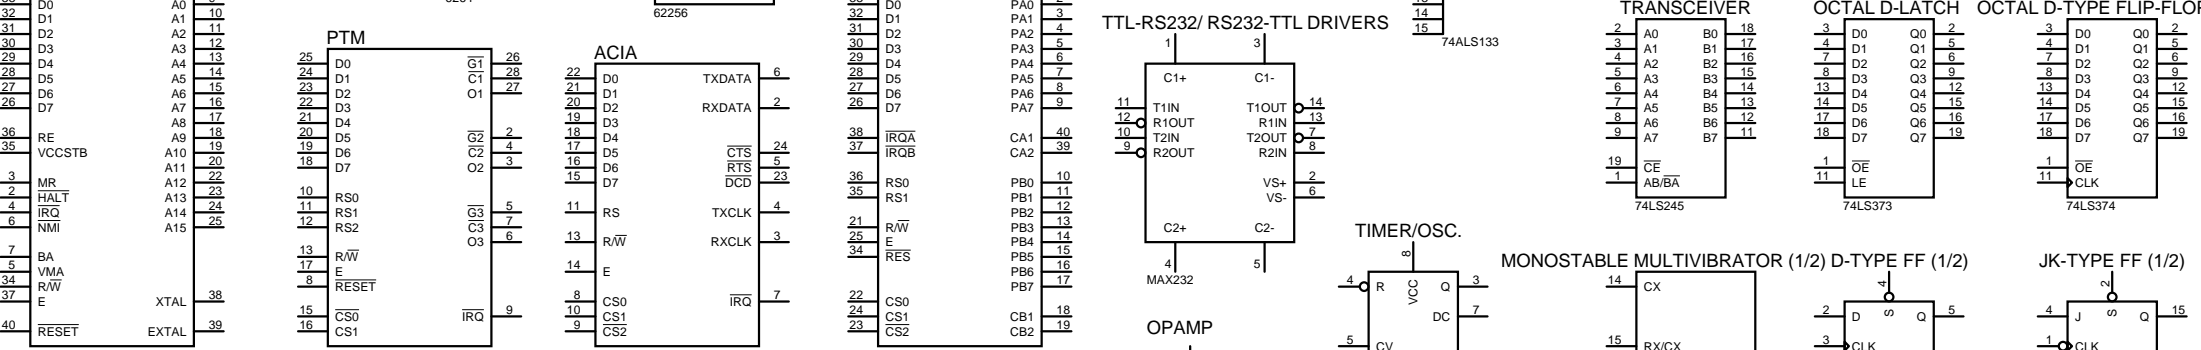 D0 A0
32 D1 A1 10
31 D2 A2 11
30 D3 A3 12
29 D4 A4 13
28 D5 A5 14
27 D6 A6 15
26 D7 A7 16
A8 17
36 RE A9 18
35 VCCSTB A10 19
A11 20
3 MR A12 22
2 HALT A13 23
4 IRQ A14 24
6 NMI A15 25
7 BA
5 VMA
34 R/W
37 E XTAL 38
40 RESET EXTAL 39
62256
PTM
25 D0 G1 26
24 D1 C1 28
23 D2 O1 27
22 D3
21 D4
20 D5 G2 2
19 D6 C2 4
18 D7 O2 3
10 RS0
11 RS1 G3 5
12 RS2 C3 7
O3 6
13 R/W
17 E
8 RESET
15 CS0 IRQ 9
16 CS1
ACIA
22 D0 TXDATA 6
21 D1
20 D2 RXDATA 2
19 D3
18 D4
17 D5 CTS 24
16 D6 RTS 5
15 D7 DCD 23
11 RS TXCLK 4
13 R/W RXCLK 3
14 E
8 CS0 IRQ 7
10 CS1
9 CS2
D0 PA0
32 D1 PA1 3
31 D2 PA2 4
30 D3 PA3 5
29 D4 PA4 6
28 D5 PA5 7
27 D6 PA6 8
26 D7 PA7 9
38 IRQA CA1 40
37 IRQB CA2 39
36 RS0 PB0 10
35 RS1 PB1 11
PB2 12
21 R/W PB3 13
25 E PB4 14
34 RES PB5 15
PB6 16
PB7 17
22 CS0
24 CS1 CB1 18
23 CS2 CB2 19
TTL-RS232/ RS232-TTL DRIVERS
1 3
C1+ C1-
11 T1IN T1OUT 14
12 R1OUT R1IN 13
10 T2IN T2OUT 7
9 R2OUT R2IN 8
VS+ 2
VS- 6
C2+ C2-
4 5
MAX232
OPAMP
14
15
74ALS133
TIMER/OSC.
8
4 R VCC Q 3
DC 7
5 CV
TRANSCEIVER
2 A0 B0 18
3 A1 B1 17
4 A2 B2 16
5 A3 B3 15
6 A4 B4 14
7 A5 B5 13
8 A6 B6 12
9 A7 B7 11
19 CE
1 AB/BA
74LS245
OCTAL D-LATCH
3 D0 Q0 2
4 D1 Q1 5
7 D2 Q2 6
8 D3 Q3 9
13 D4 Q4 12
14 D5 Q5 15
17 D6 Q6 16
18 D7 Q7 19
1 OE
11 LE
74LS373
OCTAL D-TYPE FLIP-FLOP
3 D0 Q0 2
4 D1 Q1 5
7 D2 Q2 6
8 D3 Q3 9
13 D4 Q4 12
14 D5 Q5 15
17 D6 Q6 16
18 D7 Q7 19
1 OE
11 CLK
74LS374
MONOSTABLE MULTIVIBRATOR (1/2)
14 CX
15 RX/CX
D-TYPE FF (1/2)
4
2 D S Q 5
3 CLK
JK-TYPE FF (1/2)
2
4 J S Q 15
1 CLK